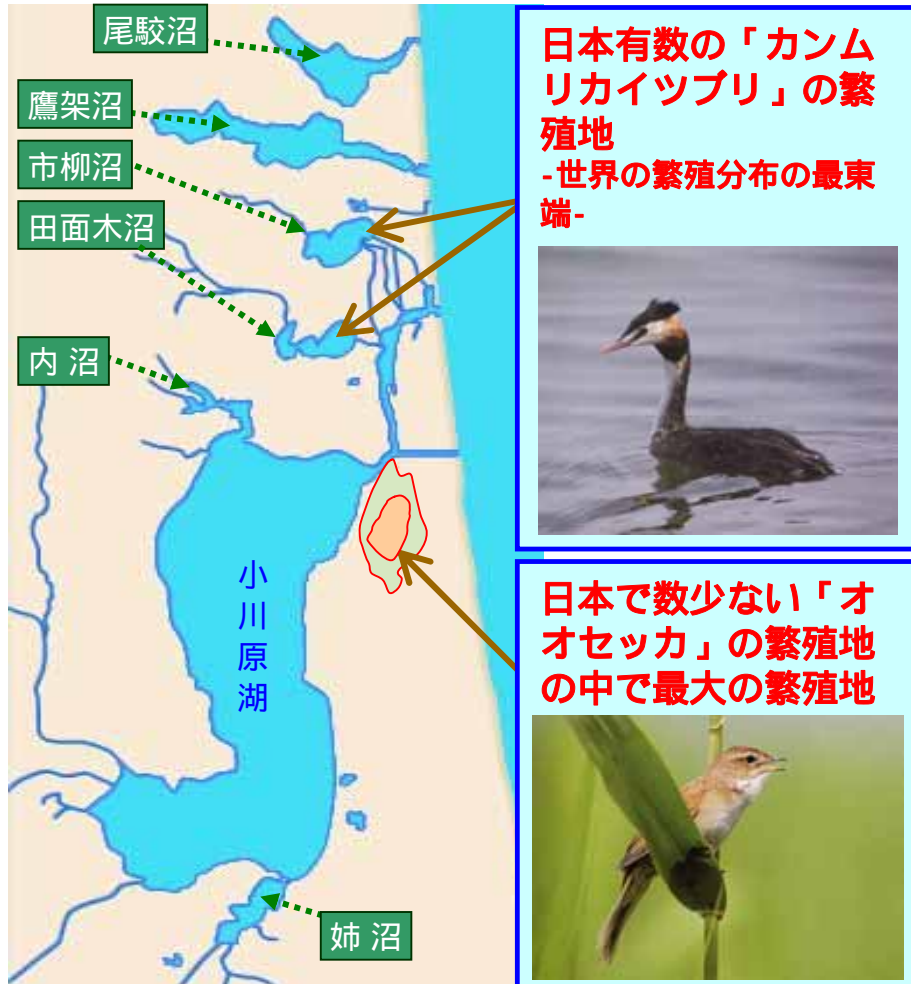 尾駮沼
鷹架沼
市柳沼
田面木沼
内 沼
小川原湖
姉 沼
日本有数の「カンム
リカイツブリ」の繁
殖地
-世界の繁殖分布の最東
端-
日本で数少ない「オ
オセッカ」の繁殖地
の中で最大の繁殖地